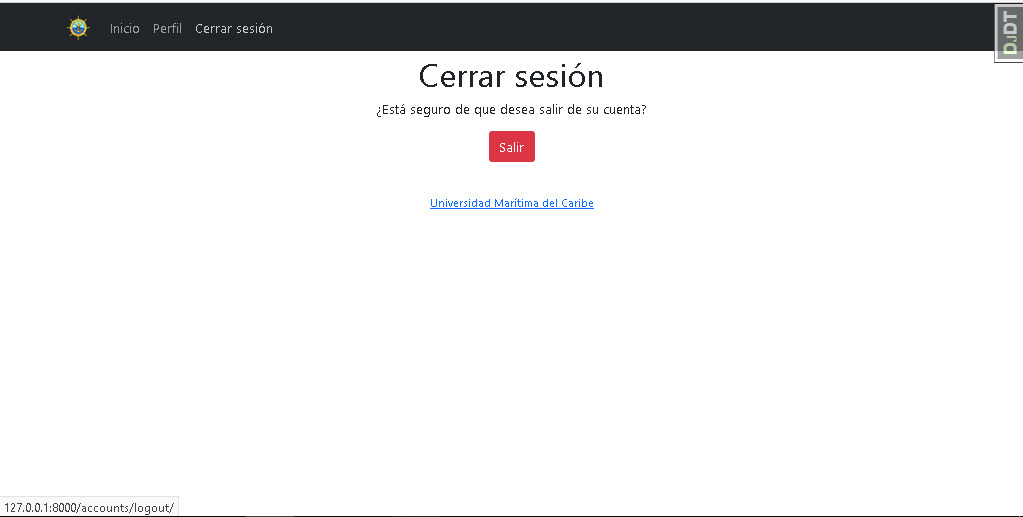 Inicio Perfil Cerrar sesión
DjDT
Cerrar sesión
¿Está seguro de que desea salir de su cuenta?
Salir
Universidad Marítima del Caribe
127.0.0.1:8000/accounts/logout/